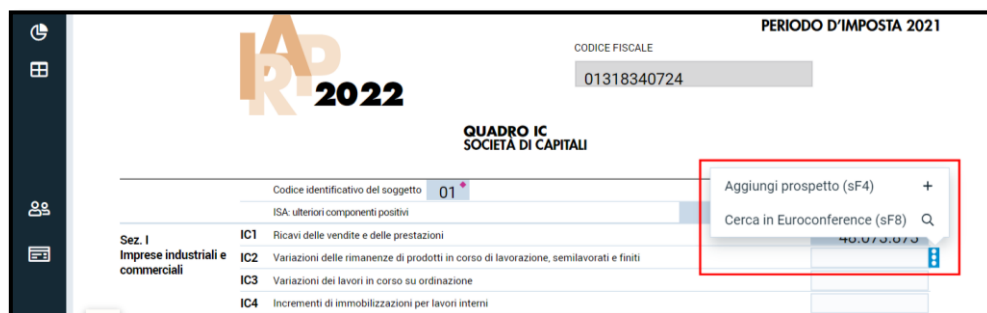 PERIODO D'IMPOSTA 2021
CODICE FISCALE
IRAP
01318340724
2022
QUADRO IC
SOCIETÀ DI CAPITALI
Codice identificativo del soggetto 01
Aggiungi prospetto (sF4) +
ISA: ulteriori componenti positivi
Cerca in Euroconference (sF8)
Sez. I
Imprese industriali e
commerciali
IC1 Ricavi delle vendite e delle prestazioni
IC2 Variazioni delle rimanenze di prodotti in corso di lavorazione, semilavorati e finiti
IC3 Variazioni dei lavori in corso su ordinazione
IC4 Incrementi di immobilizzazioni per lavori interni